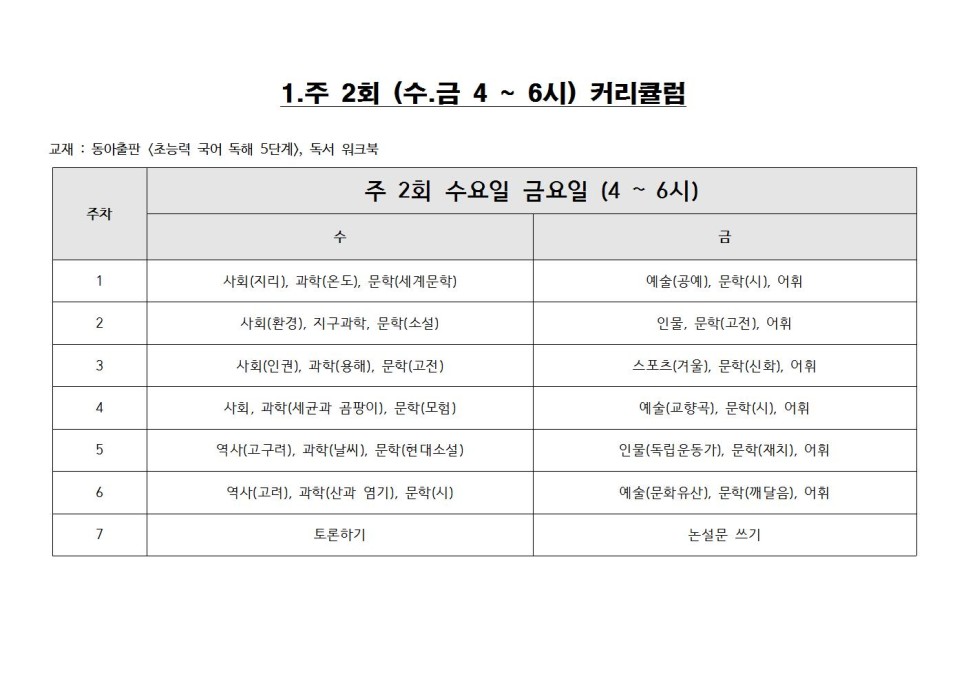 1.주 2회 (수.금 4 ~ 6시) 커리큘럼
교재 : 동아출판 <초능력 국어 독해 5단계>, 독서 워크북
주차
주 2회 수요일 금요일 (4 ~ 6시)
수 금
1 사회(지리), 과학(온도), 문학(세계문학) 예술(공예), 문학(시), 어휘
2 사회(환경), 지구과학, 문학(소설) 인물, 문학(고전), 어휘
3 사회(인권), 과학(용해), 문학(고전) 스포츠(겨울), 문학(신화), 어휘
4 사회, 과학(세균과 곰팡이), 문학(모험) 예술(교향곡), 문학(시), 어휘
5 역사(고구려), 과학(날씨), 문학(현대소설) 인물(독립운동가), 문학(재치), 어휘
6 역사(고려), 과학(산과 염기), 문학(시) 예술(문화유산), 문학(깨달음), 어휘
7 토론하기 논설문 쓰기